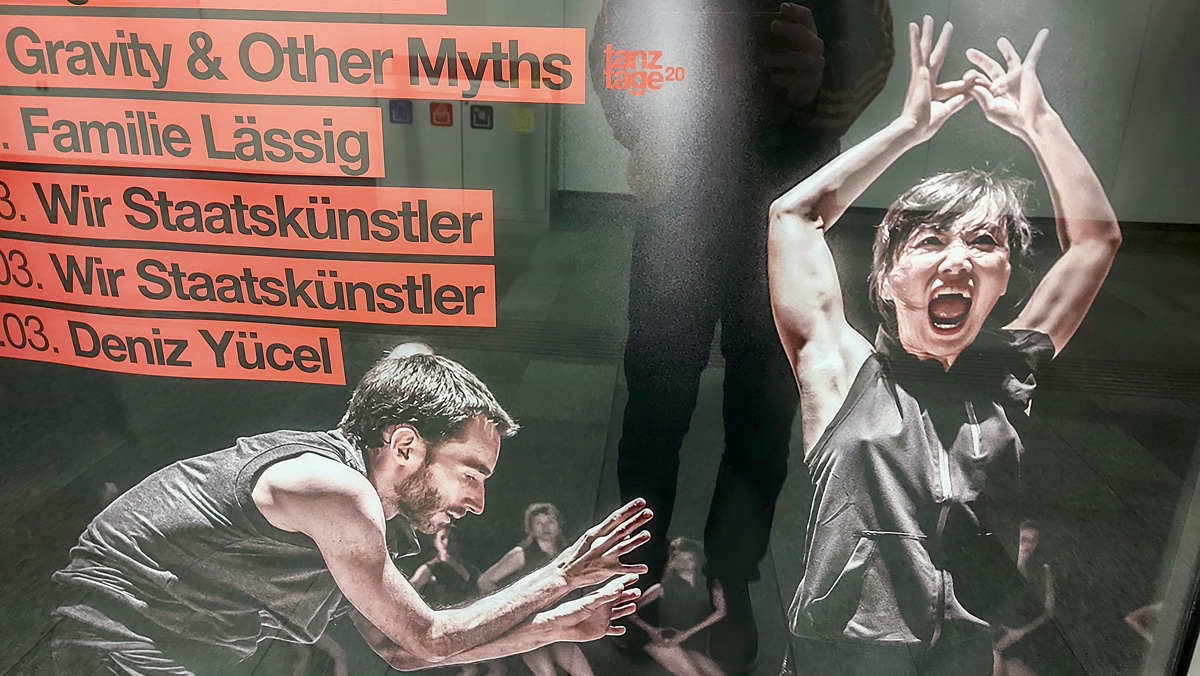 Gravity & Other Myths
tanz
tage20
. Familie Lässig
3. Wir Staatskünstler
03. Wir Staatskünstler
.03. Deniz Yücel